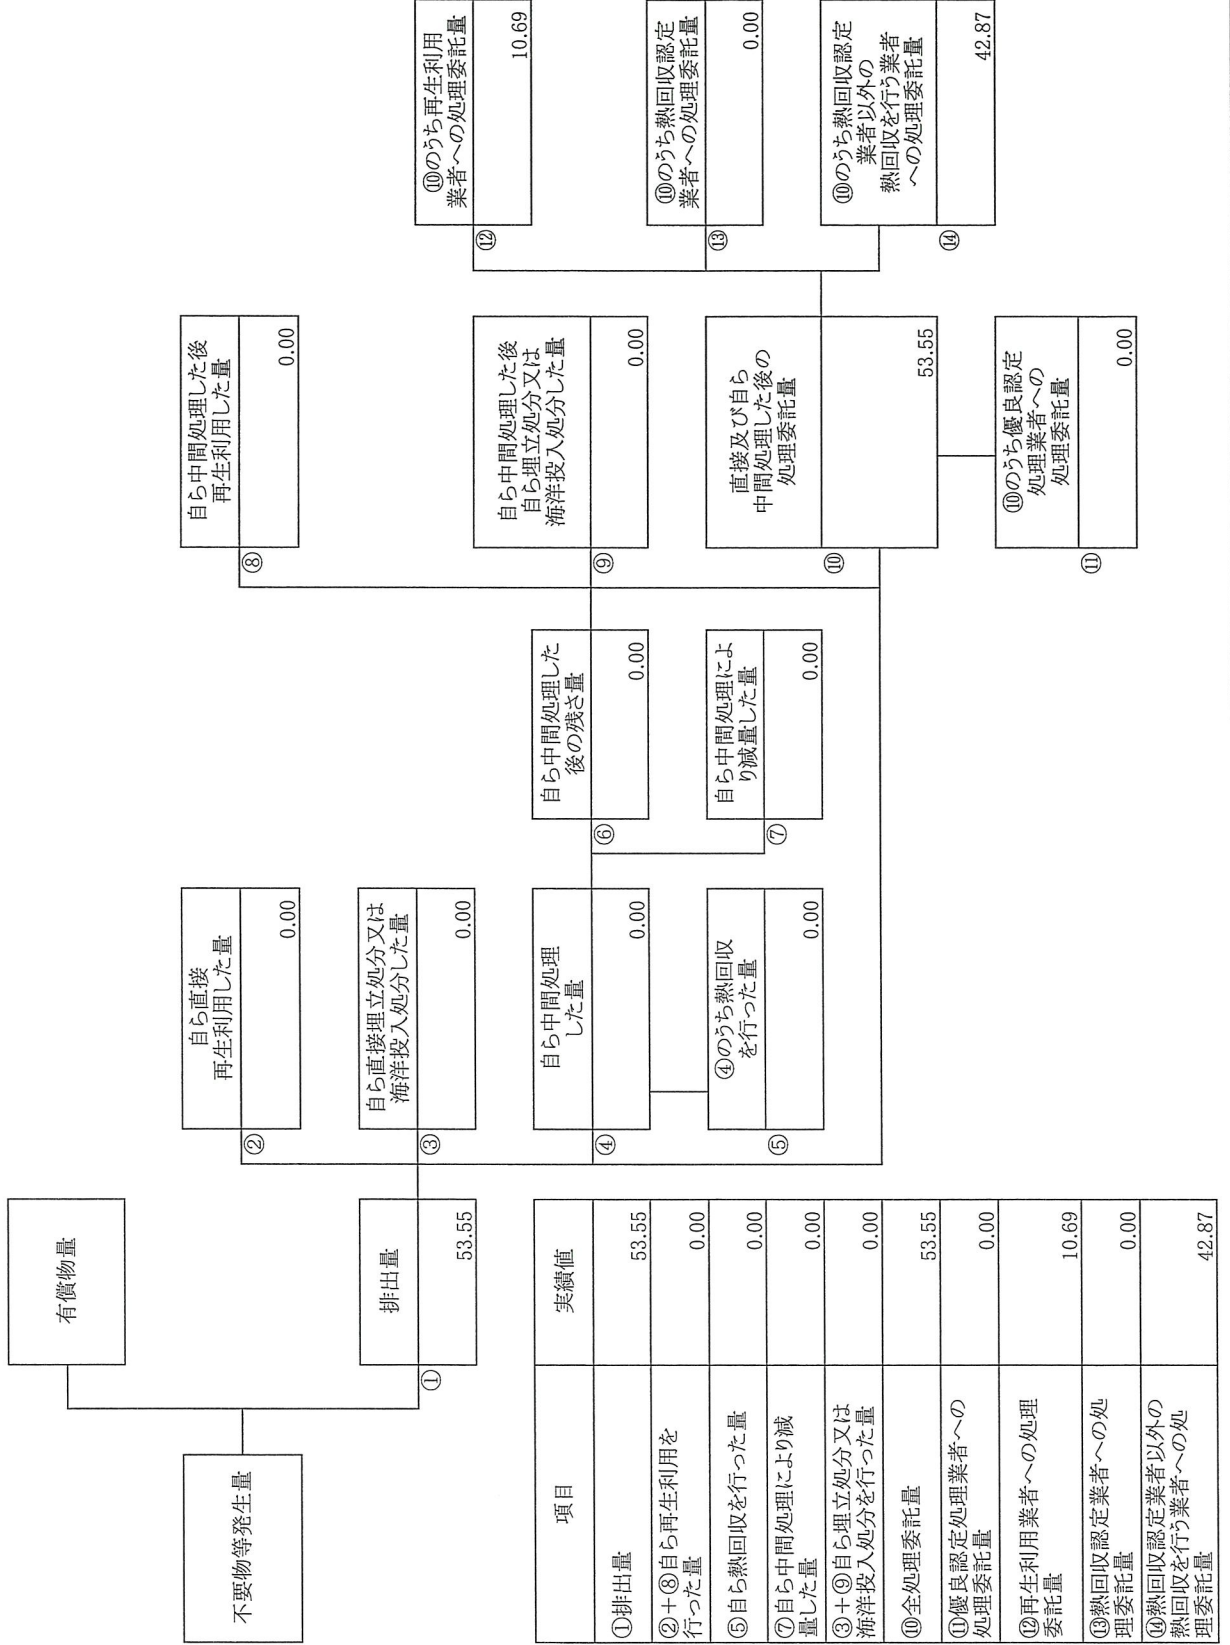 不要物等発生量
有償物量
排出量
①
53.55
自ら直接
再生利用した量
②
0.00
自ら直接埋立処分又は
海洋投入処分した量
③
0.00
自ら中間処理
した量
④
0.00
④のうち熱回収
を行った量
⑤
0.00
自ら中間処理した
後の残さ量
⑥
0.00
自ら中間処理によ
り減量した量
⑦
0.00
自ら中間処理した後
再生利用した量
⑧
0.00
自ら中間処理した後
自ら埋立処分又は
海洋投入処分した量
⑨
0.00
直接及び自ら
中間処理した後の
処理委託量
⑩
53.55
⑩のうち優良認定
処理業者への
処理委託量
⑪
0.00
⑩のうち再生利用
業者への処理委託量
⑫
10.69
⑩のうち熱回収認定
業者への処理委託量
⑬
0.00
⑩のうち熱回収認定
業者以外の
熱回収を行う業者
への処理委託量
⑭
42.87
項目 実績値
①排出量 53.55
②＋⑧自ら再生利用を
行った量 0.00
⑤自ら熱回収を行った量 0.00
⑦自ら中間処理により減
量した量 0.00
③＋⑨自ら埋立処分又は
海洋投入処分を行った量 0.00
⑩全処理委託量 53.55
⑪優良認定処理業者への
処理委託量 0.00
⑫再生利用業者への処理
委託量 10.69
⑬熱回収認定業者への処
理委託量 0.00
⑭熱回収認定業者以外の
熱回収を行う業者への処
理委託量 42.87